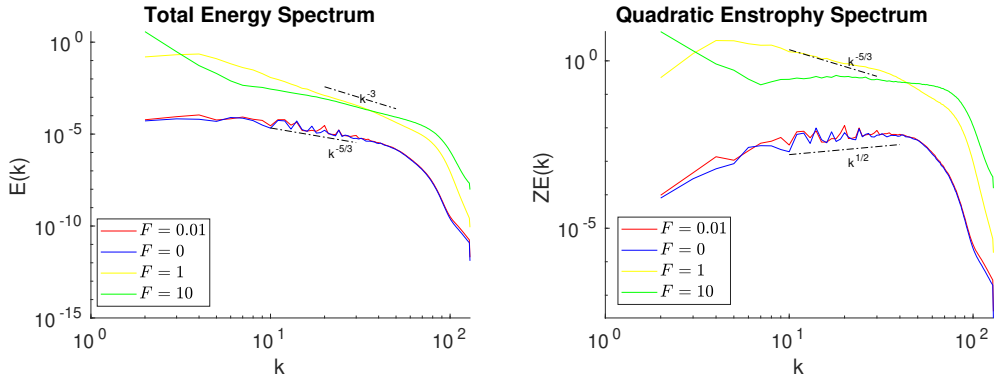 Total Energy Spectrum
10^0
10^-5
10^-10
10^-15
E(k)
k^-3
k^-5/3
F = 0.01
F = 0
F = 1
F = 10
10^0
10^1
10^2
k
Quadratic Enstrophy Spectrum
10^0
10^-5
ZE(k)
k^-5/3
k^1/2
F = 0.01
F = 0
F = 1
F = 10
10^0
10^1
10^2
k